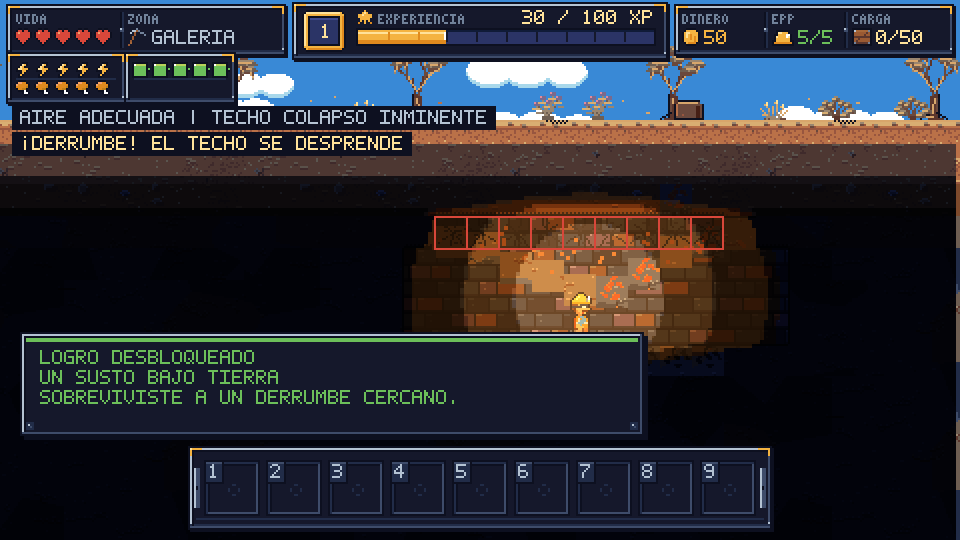 VIDA ZONA EXPERIENCIA 30 / 100 XP DINERO EPP CARGA
GALERIA 1 50 5/5 0/50
AIRE ADECUADA | TECHO COLAPSO INMINENTE
¡DERRUMBE! EL TECHO SE DESPRENDE
LOGRO DESBLOQUEADO
UN SUSTO BAJO TIERRA
SOBREVIVISTE A UN DERRUMBE CERCANO.
1 2 3 4 5 6 7 8 9